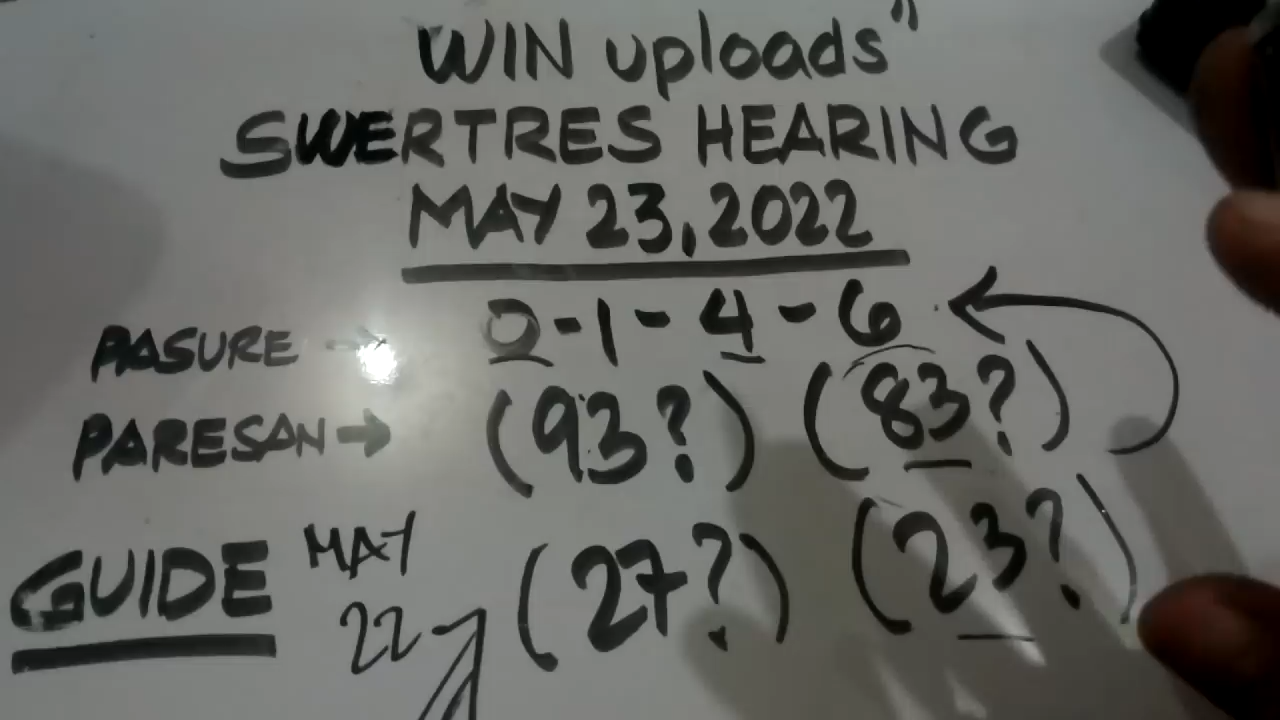 WIN uploads"
SWERTRES HEARING
MAY 23, 2022
PASURE → 0-1-4-6
PARESAN → (93?) (83?)
GUIDE MAY 22 (27?) (23?)